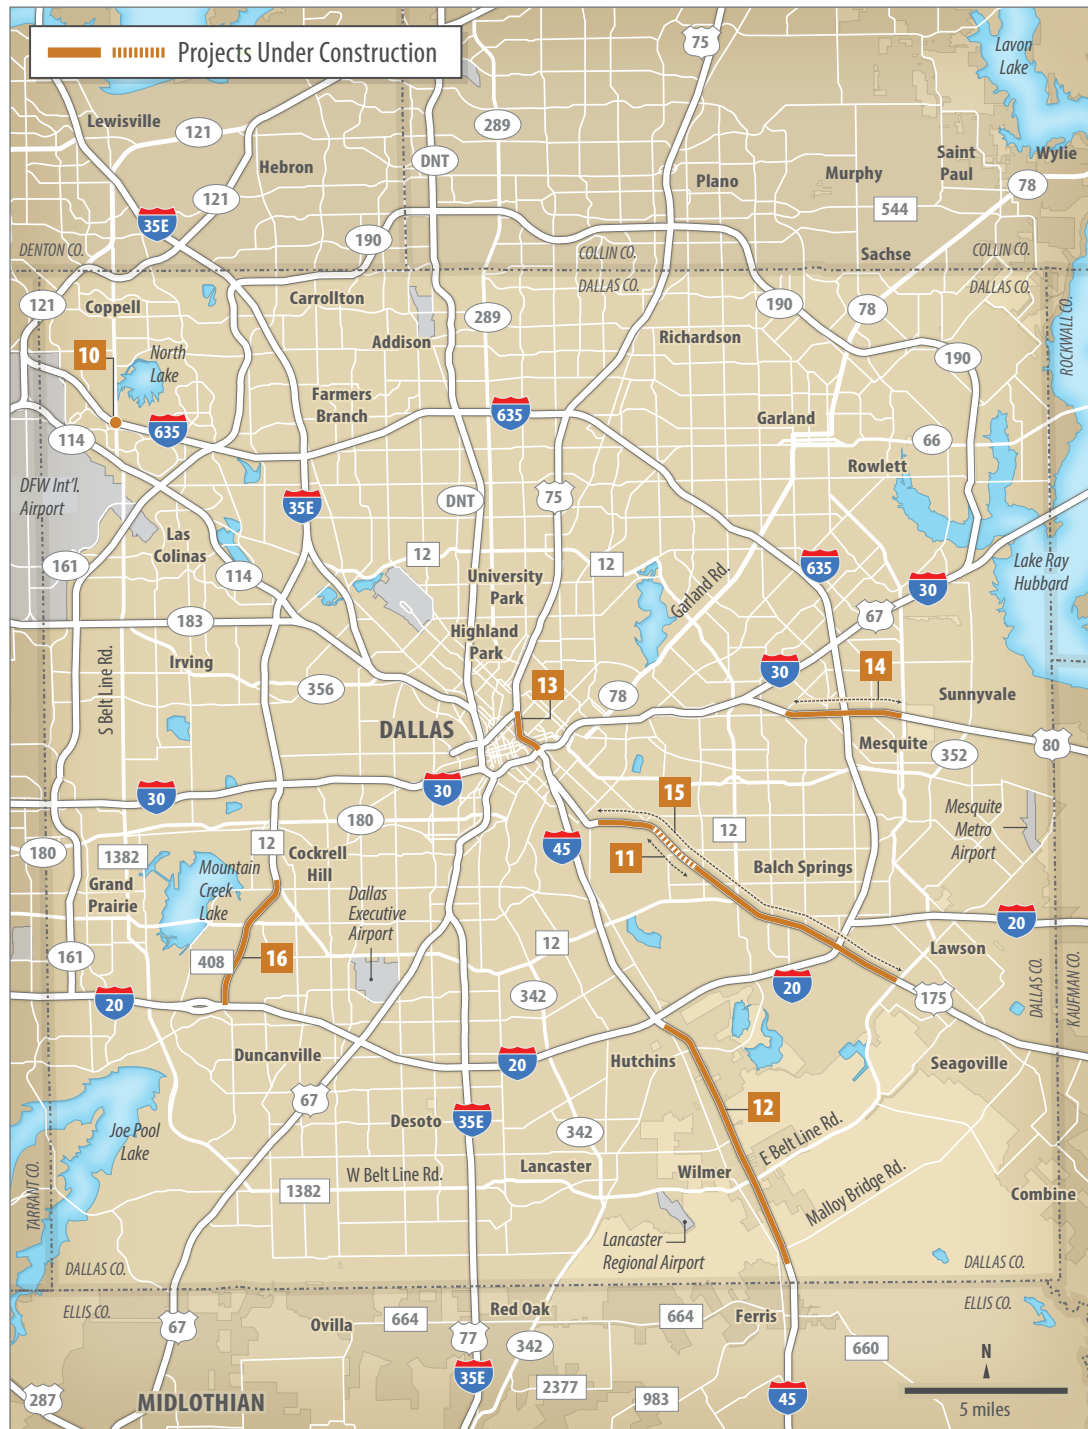 Projects Under Construction
75
Lavon
Lake
Lewisville
121
289
Hebron
DNT
Saint
Paul
Wylie
Plano
Murphy
78
121
544
35E
190
DENTON CO.
COLLIN CO.
Sachse
COLLIN CO.
DALLAS CO.
DALLAS CO.
121
Coppell
Carrollton
289
190
78
ROCKWALL CO.
Addison
Richardson
10
North
Lake
190
Farmers
Branch
635
Garland
635
114
66
Rowlett
DFW Int'l.
Airport
35E
DNT
75
Las
Colinas
12
12
161
114
University
Park
635
Lake Ray
Hubbard
30
Garland Rd.
67
183
Highland
Park
Irving
S Belt Line Rd.
356
13
78
30
14
Sunnyvale
DALLAS
Mesquite
352
80
30
30
15
Mesquite
Metro
Airport
180
12
12
180
1382
45
11
Balch Springs
Cockrell
Hill
Mountain
Creek
Lake
Grand
Prairie
Dallas
Executive
Airport
20
12
Lawson
161
408
16
20
342
20
175
DALLAS CO.
KAUFMAN CO.
Duncanville
20
Hutchins
Seagoville
67
12
Desoto
35E
342
Joe Pool
Lake
E Belt Line Rd.
TARRANT CO.
W Belt Line Rd.
Lancaster
Wilmer
1382
Malloy Bridge Rd.
Combine
Lancaster
Regional Airport
DALLAS CO.
DALLAS CO.
ELLIS CO.
ELLIS CO.
Red Oak
664
664
Ferris
Ovilla
67
77
342
660
N
35E
2377
983
45
287
MIDLOTHIAN
5 miles